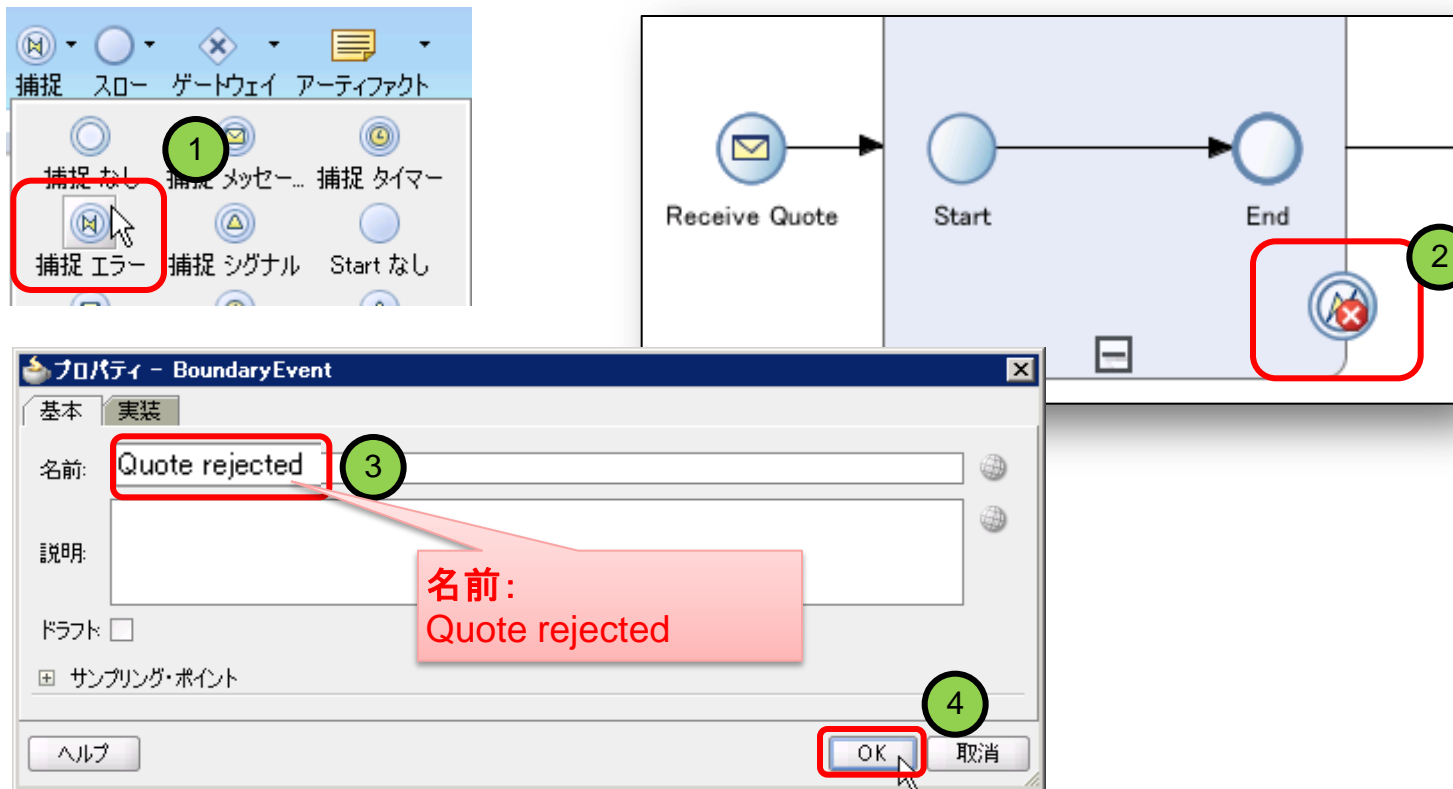 捕捉 スロー ゲートウェイ アーティファクト
1
捕捉 なし 捕捉 メッセー... 捕捉 タイマー
捕捉 エラー 捕捉 シグナル Start なし
Receive Quote Start End
2
プロパティ - BoundaryEvent
基本 実装
名前: Quote rejected 3
説明:
名前:
Quote rejected
ドラフト:
サンプリング・ポイント
4
ヘルプ OK 取消